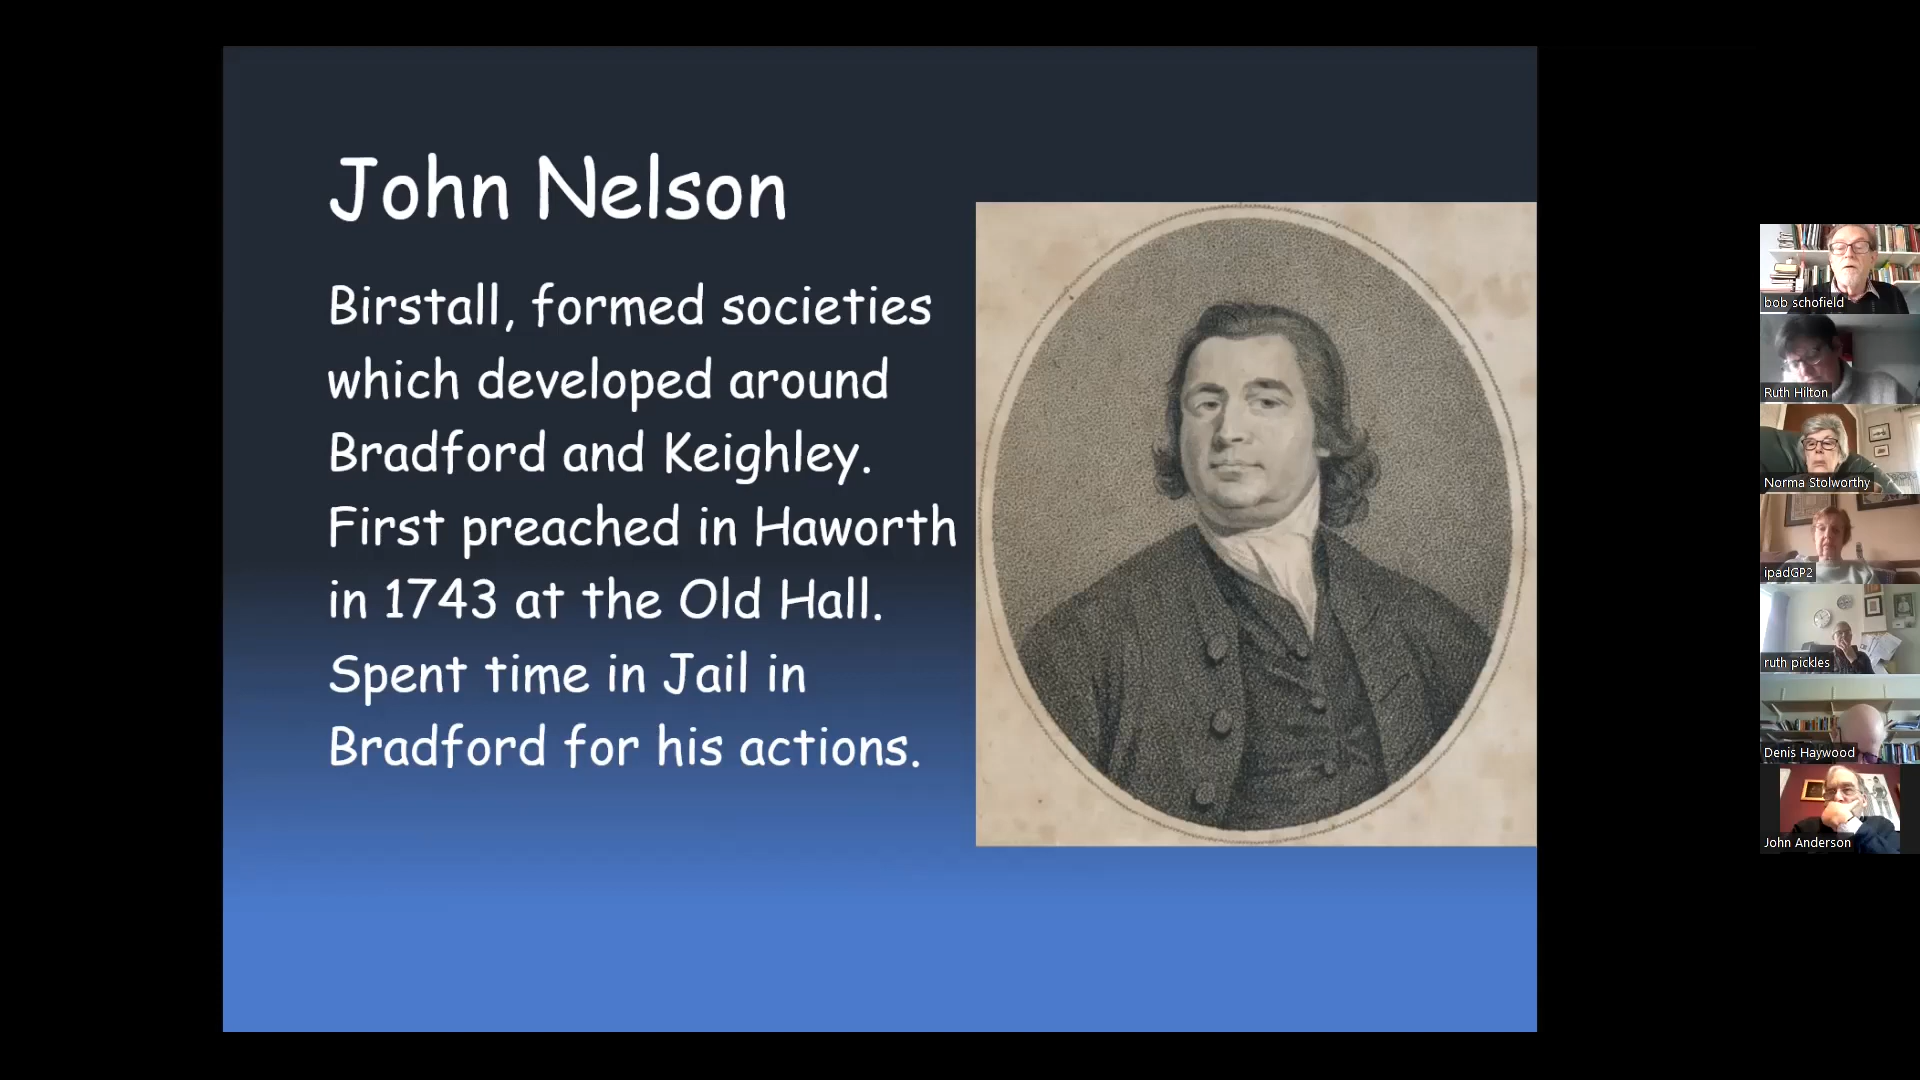 John Nelson
Birstall, formed societies
which developed around
Bradford and Keighley.
First preached in Haworth
in 1743 at the Old Hall.
Spent time in Jail in
Bradford for his actions.
bob schofield
Ruth Hilton
Norma Stolworthy
ipadGP2
ruth pickles
Denis Haywood
John Anderson